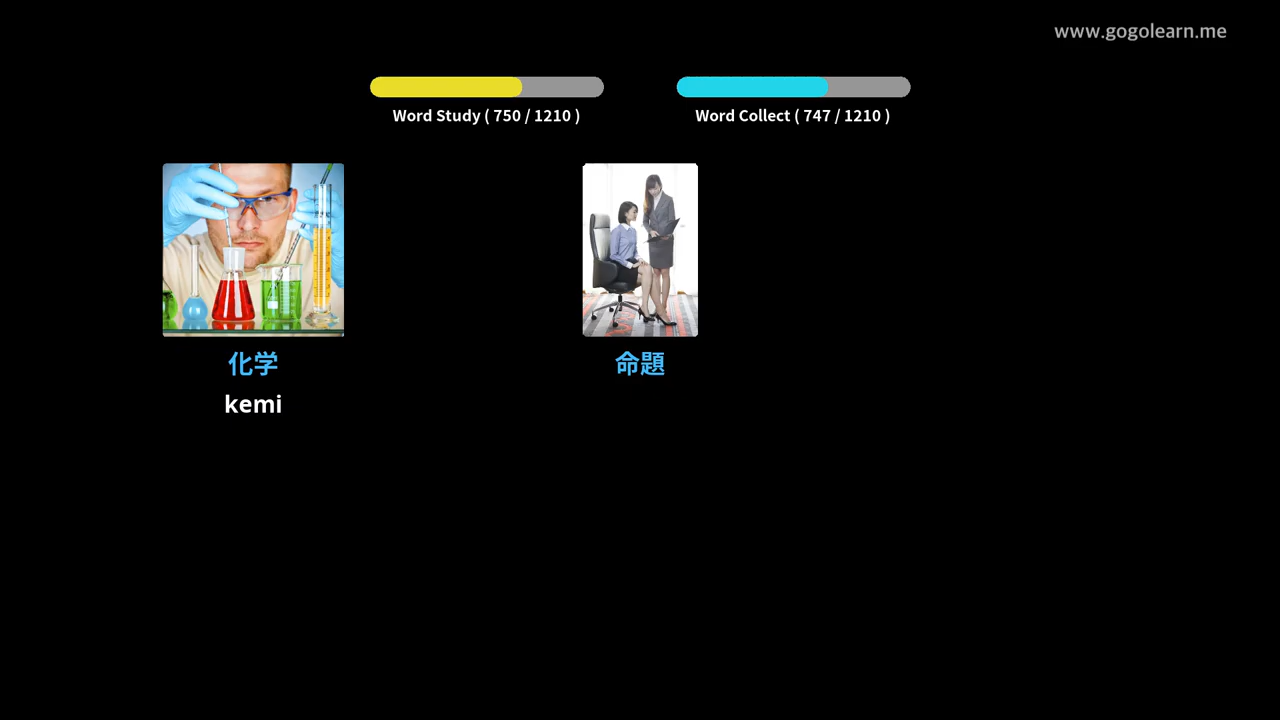 www.gogolearn.me
Word Study ( 750 / 1210 )
Word Collect ( 747 / 1210 )
化学
命題
kemi